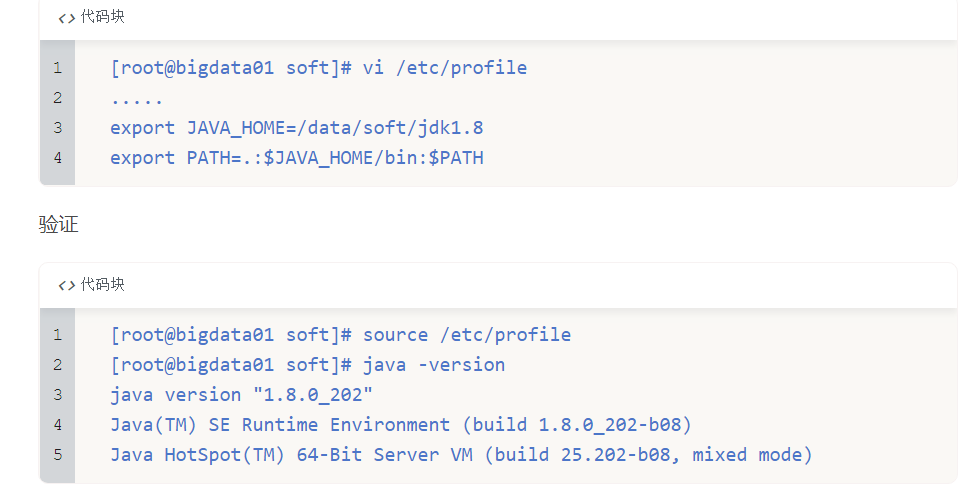 <> 代码块
1 [root@bigdata01 soft]# vi /etc/profile
2 .....
3 export JAVA_HOME=/data/soft/jdk1.8
4 export PATH=.:$JAVA_HOME/bin:$PATH
验证
<> 代码块
1 [root@bigdata01 soft]# source /etc/profile
2 [root@bigdata01 soft]# java -version
3 java version "1.8.0_202"
4 Java(TM) SE Runtime Environment (build 1.8.0_202-b08)
5 Java HotSpot(TM) 64-Bit Server VM (build 25.202-b08, mixed mode)